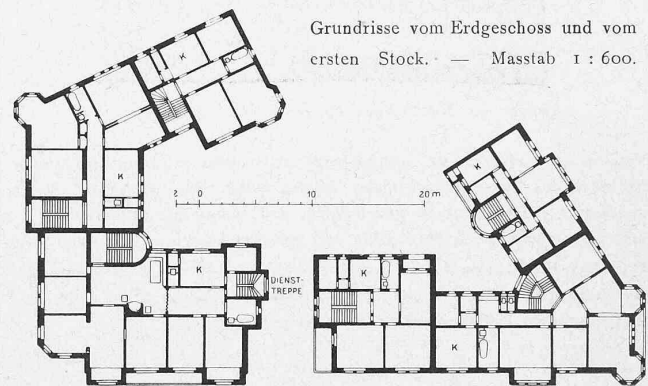 Grundrisse vom Erdgeschoss und vom
ersten Stock. — Masstab 1 : 600.
K
K
K
2 0 10 20 m
K
K
DIENST-
TREPPE
K
K